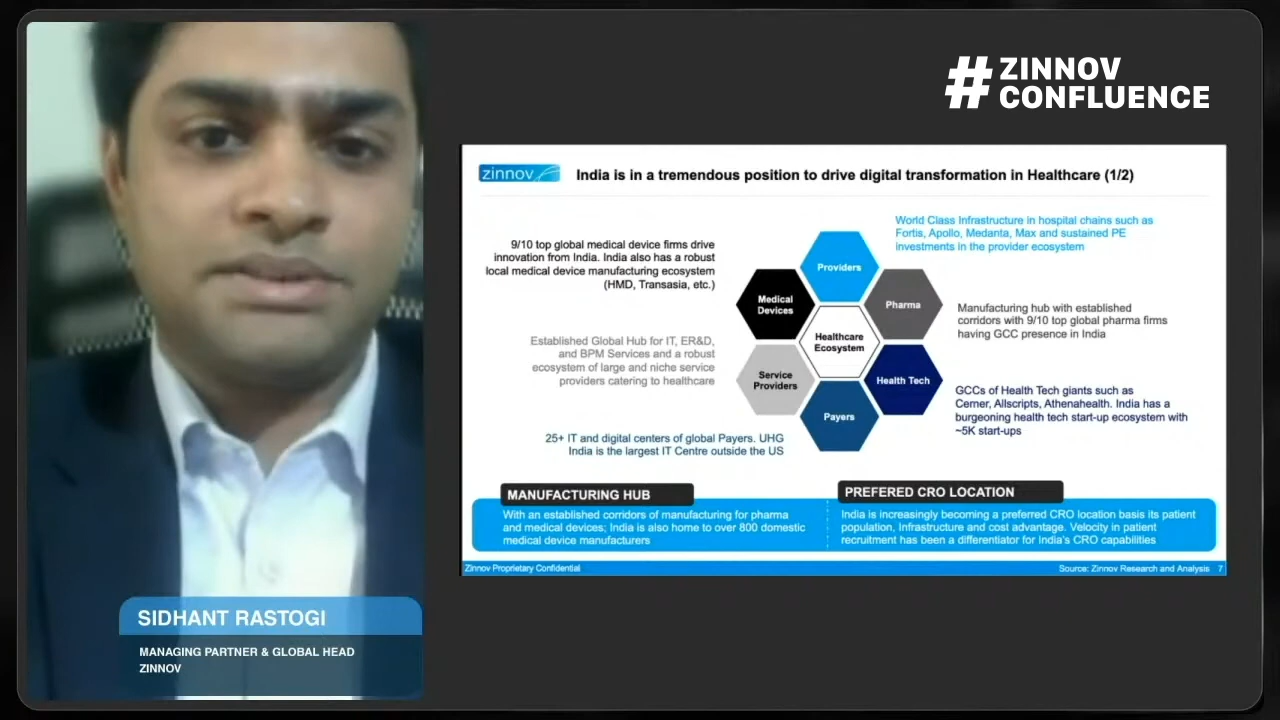 # ZINNOV
CONFLUENCE
zinnov
India is in a tremendous position to drive digital transformation in Healthcare (1/2)
9/10 top global medical device firms drive
innovation from India. India also has a robust
local medical device manufacturing ecosystem
(HMD, Transasia, etc.)
World Class Infrastructure in hospital chains such as
Fortis, Apollo, Medanta, Max and sustained PE
investments in the provider ecosystem
Providers
Medical
Devices
Pharma
Healthcare
Ecosystem
Service
Providers
Health Tech
Payers
Manufacturing hub with established
corridors with 9/10 top global pharma firms
having GCC presence in India
Established Global Hub for IT, ER&D,
and BPM Services and a robust
ecosystem of large and niche service
providers catering to healthcare
GCCs of Health Tech giants such as
Cerner, Allscripts, Athenahealth. India has a
burgeoning health tech start-up ecosystem with
~5K start-ups
25+ IT and digital centers of global Payers. UHG
India is the largest IT Centre outside the US
MANUFACTURING HUB
With an established corridors of manufacturing for pharma
and medical devices; India is also home to over 800 domestic
medical device manufacturers
PREFERED CRO LOCATION
India is increasingly becoming a preferred CRO location basis its patient
population, Infrastructure and cost advantage. Velocity in patient
recruitment has been a differentiator for India's CRO capabilities
Zinnov Proprietary Confidential
Source: Zinnov Research and Analysis 7
SIDHANT RASTOGI
MANAGING PARTNER & GLOBAL HEAD
ZINNOV